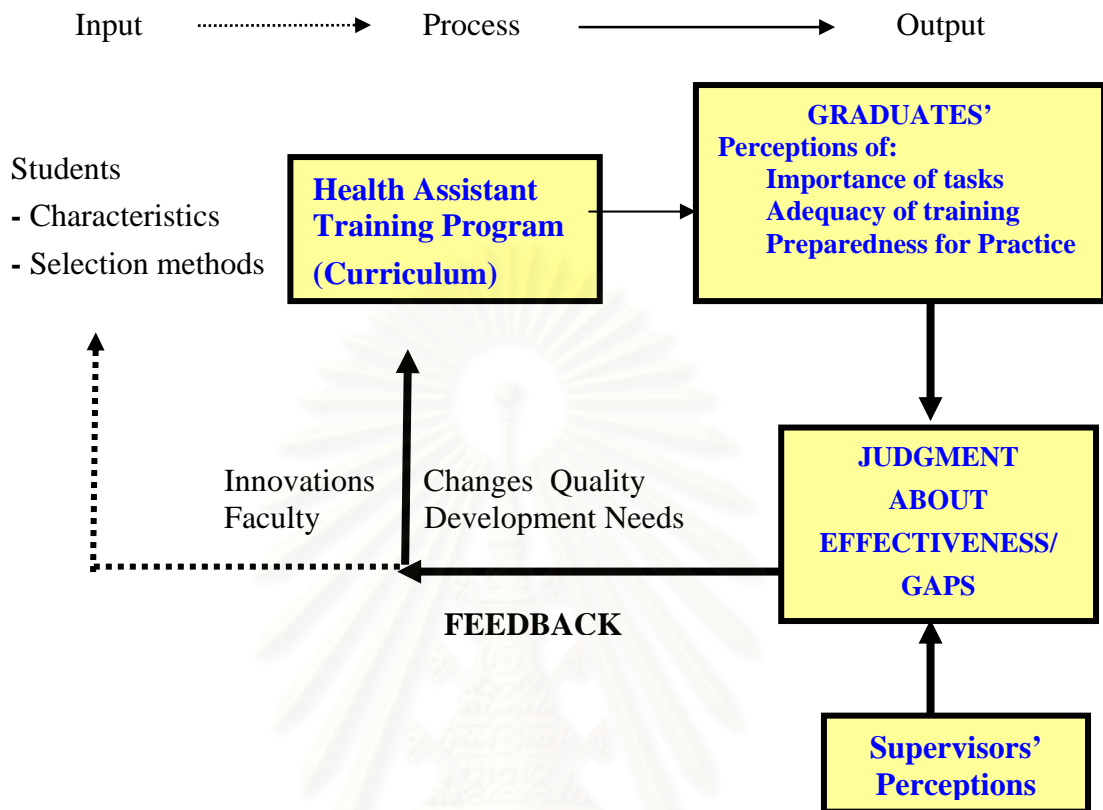 Input Process Output
Students
- Characteristics
- Selection methods
Health Assistant
Training Program
(Curriculum)
GRADUATES’
Perceptions of:
Importance of tasks
Adequacy of training
Preparedness for Practice
JUDGMENT
ABOUT
EFFECTIVENESS/
GAPS
Innovations Changes Quality
Faculty Development Needs
FEEDBACK
Supervisors’
Perceptions